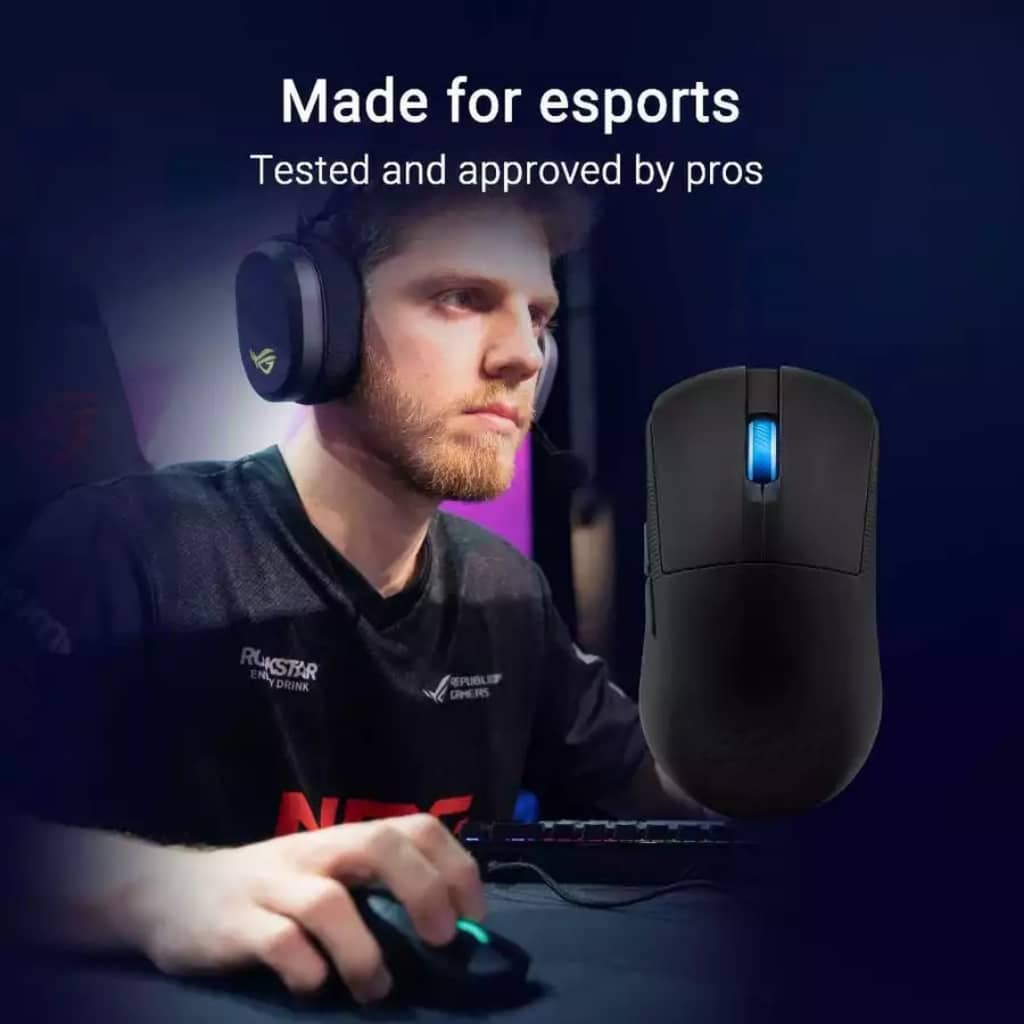 Made for esports
Tested and approved by pros
ROCKSTAR
ENERGY DRINK
REPUBLIC OF
GAMERS